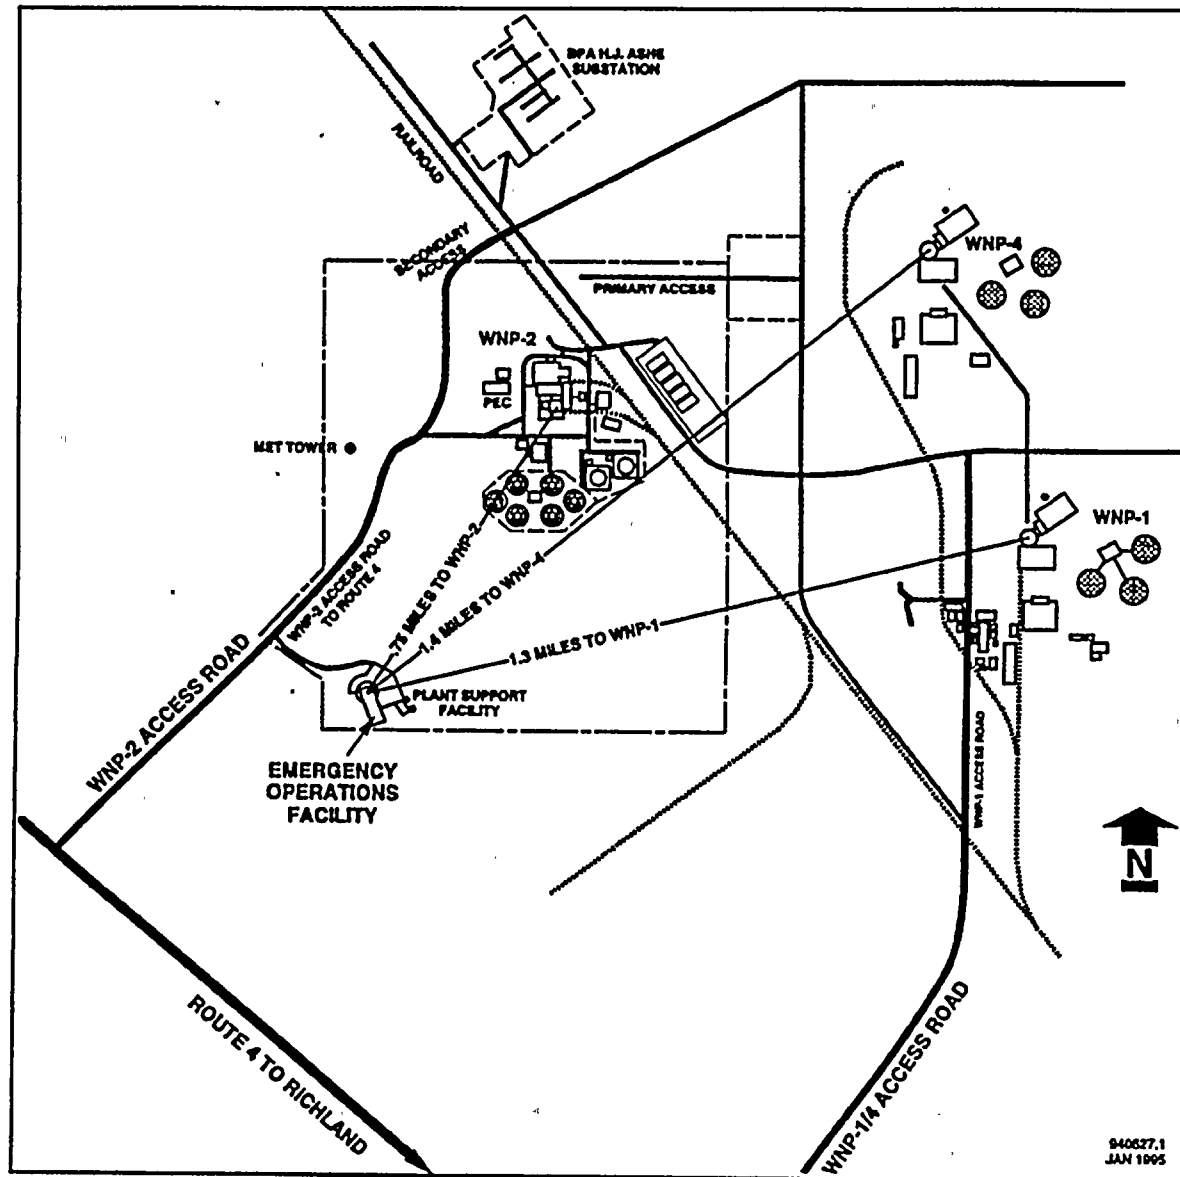 BPA H.J. ASHE
SUBSTATION
RAILROAD
SECONDARY
ACCESS
PRIMARY ACCESS
WNP-4
WNP-2
PEC
MET TOWER
WNP-1
WNP-2 ACCESS ROAD
TO ROUTE 4
.75 MILES TO WNP-2
1.4 MILES TO WNP-4
1.3 MILES TO WNP-1
PLANT SUPPORT
FACILITY
WNP-2 ACCESS ROAD
EMERGENCY
OPERATIONS
FACILITY
WNP-1 ACCESS ROAD
N
ROUTE 4 TO RICHLAND
WNP-1/4 ACCESS ROAD
940627.1
JAN 1995